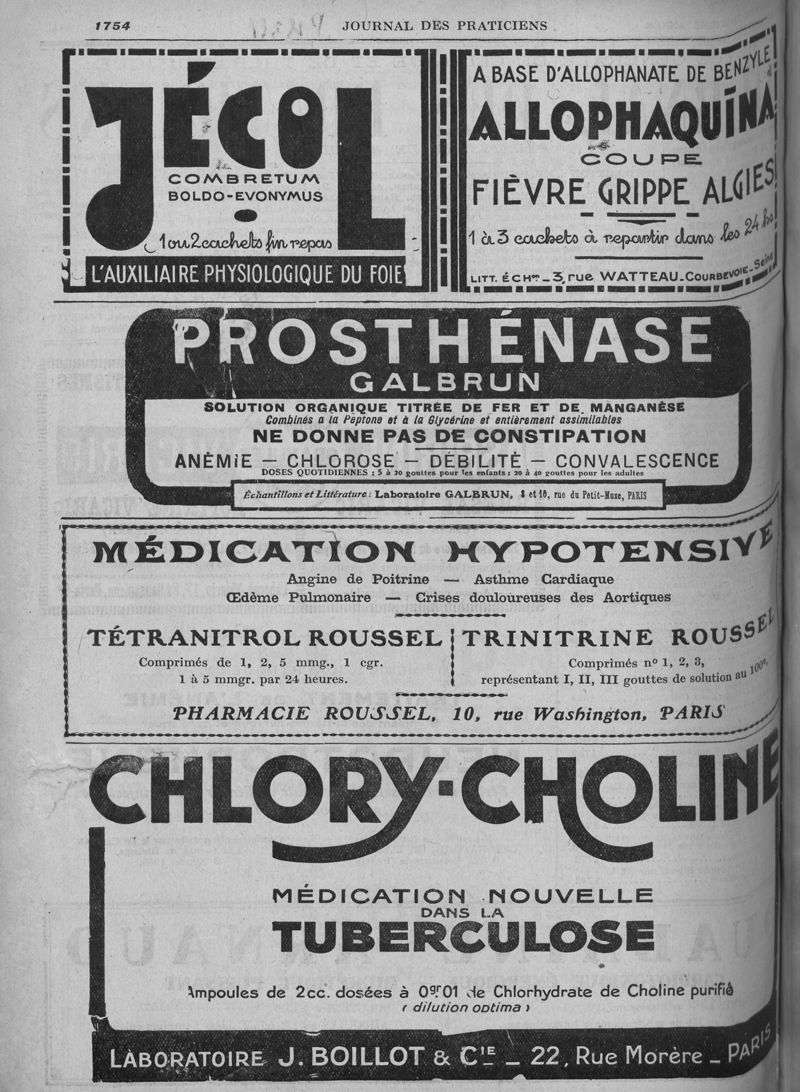 1754
JOURNAL DES PRATICIENS
JÉCOL
COMBRETUM
BOLDO-EVONYMUS
1 ou 2 cachets fin repas
L'AUXILIAIRE PHYSIOLOGIQUE DU FOIE
A BASE D'ALLOPHANATE DE BENZYLE
ALLOPHAQUINA
COUPE
FIÈVRE GRIPPE ALGIES
1 à 3 cachets à repartir dans les 24 h
LITT. ÉCHons _ 3, rue WATTEAU_COURBEVOIE_Seine
PROSTHÉNASE
GALBRUN
SOLUTION ORGANIQUE TITRÉE DE FER ET DE MANGANÈSE
Combinés a la Peptone et à la Glycérine et entièrement assimilables
NE DONNE PAS DE CONSTIPATION
ANÉMIE — CHLOROSE — DÉBILITÉ — CONVALESCENCE
DOSES QUOTIDIENNES : 5 à 20 gouttes pour les enfants ; 20 à 40 gouttes pour les adultes
Échantillons et Littérature : Laboratoire GALBRUN, 8 et 10, rue du Petit-Musc, PARIS
MÉDICATION HYPOTENSIVE
Angine de Poitrine — Asthme Cardiaque
Œdème Pulmonaire — Crises douloureuses des Aortiques
TÉTRANITROL ROUSSEL
Comprimés de 1, 2, 5 mmg., 1 cgr.
1 à 5 mmgr. par 24 heures.
TRINITRINE ROUSSEL
Comprimés nº 1, 2, 3,
représentant I, II, III gouttes de solution au 100e.
PHARMACIE ROUSSEL, 10, rue Washington, PARIS
CHLORY-CHOLINE
MÉDICATION NOUVELLE
DANS LA
TUBERCULOSE
Ampoules de 2cc. dosées à 0gr01 de Chlorhydrate de Choline purifié
( dilution optima )
LABORATOIRE J. BOILLOT & CIE _ 22, Rue Morère _ PARIS